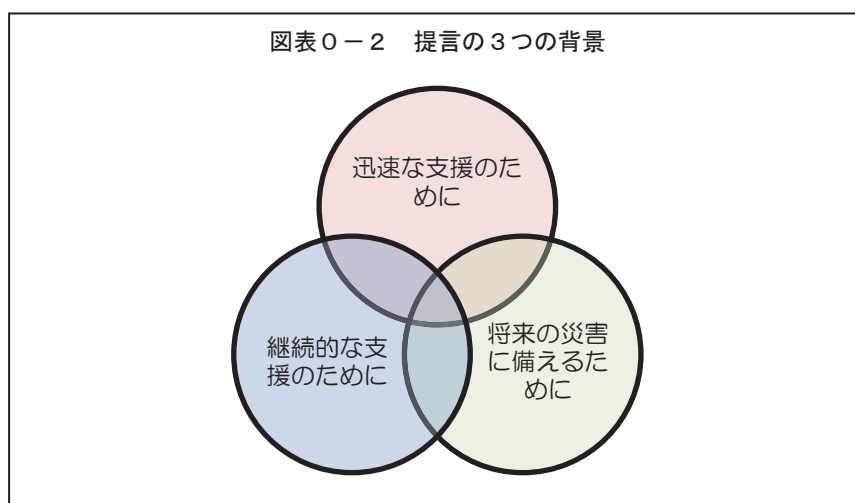 図表０－２　提言の３つの背景
迅速な支援のた
めに
継続的な支
援のために
将来の災害
に備えるた
めに